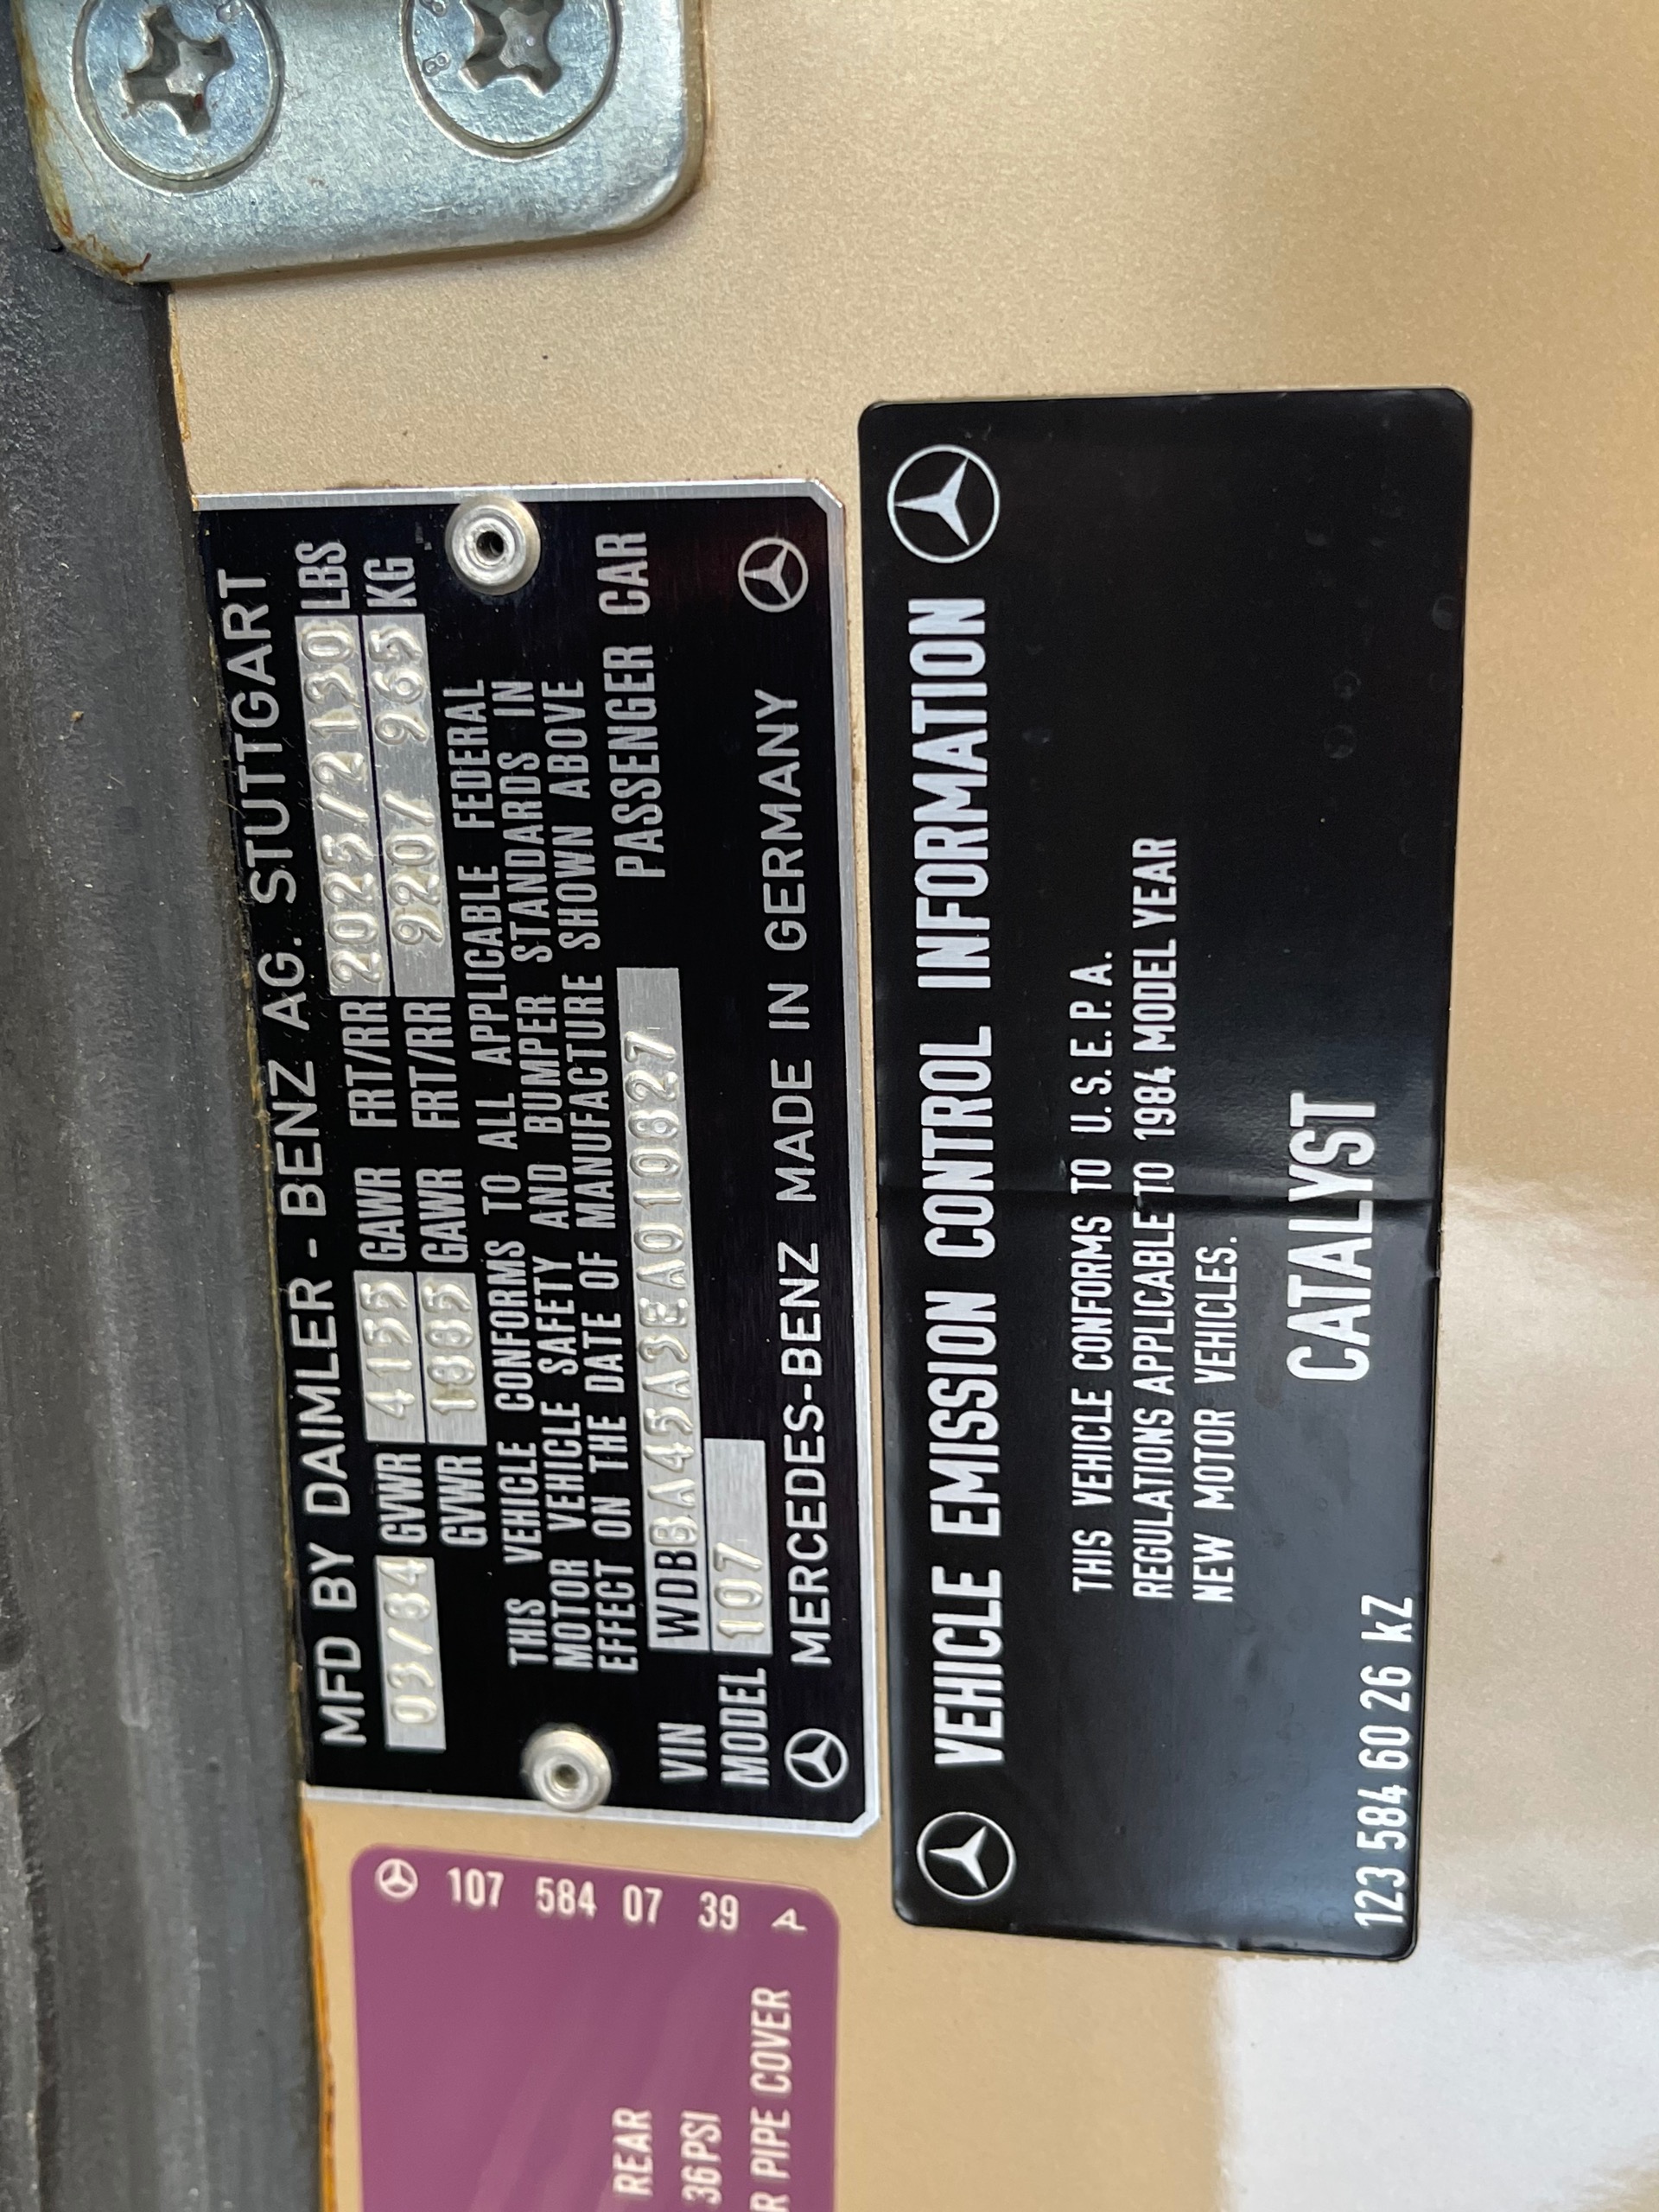 MFD BY DAIMLER - BENZ AG. STUTTGART
03/84 GVWR 4155 GAWR FRT/RR 2025/2130 LBS
GVWR 1885 GAWR FRT/RR 920/ 965 KG
THIS VEHICLE CONFORMS TO ALL APPLICABLE FEDERAL
MOTOR VEHICLE SAFETY AND BUMPER STANDARDS IN
EFFECT ON THE DATE OF MANUFACTURE SHOWN ABOVE
VIN WDBBA45A3EA010827 PASSENGER CAR
MODEL 107
MERCEDES-BENZ MADE IN GERMANY
VEHICLE EMISSION CONTROL INFORMATION
THIS VEHICLE CONFORMS TO U.S.E.P.A.
REGULATIONS APPLICABLE TO 1984 MODEL YEAR
NEW MOTOR VEHICLES.
CATALYST
123 584 60 26 kZ
107 584 07 39 A
REAR
36PSI
R PIPE COVER